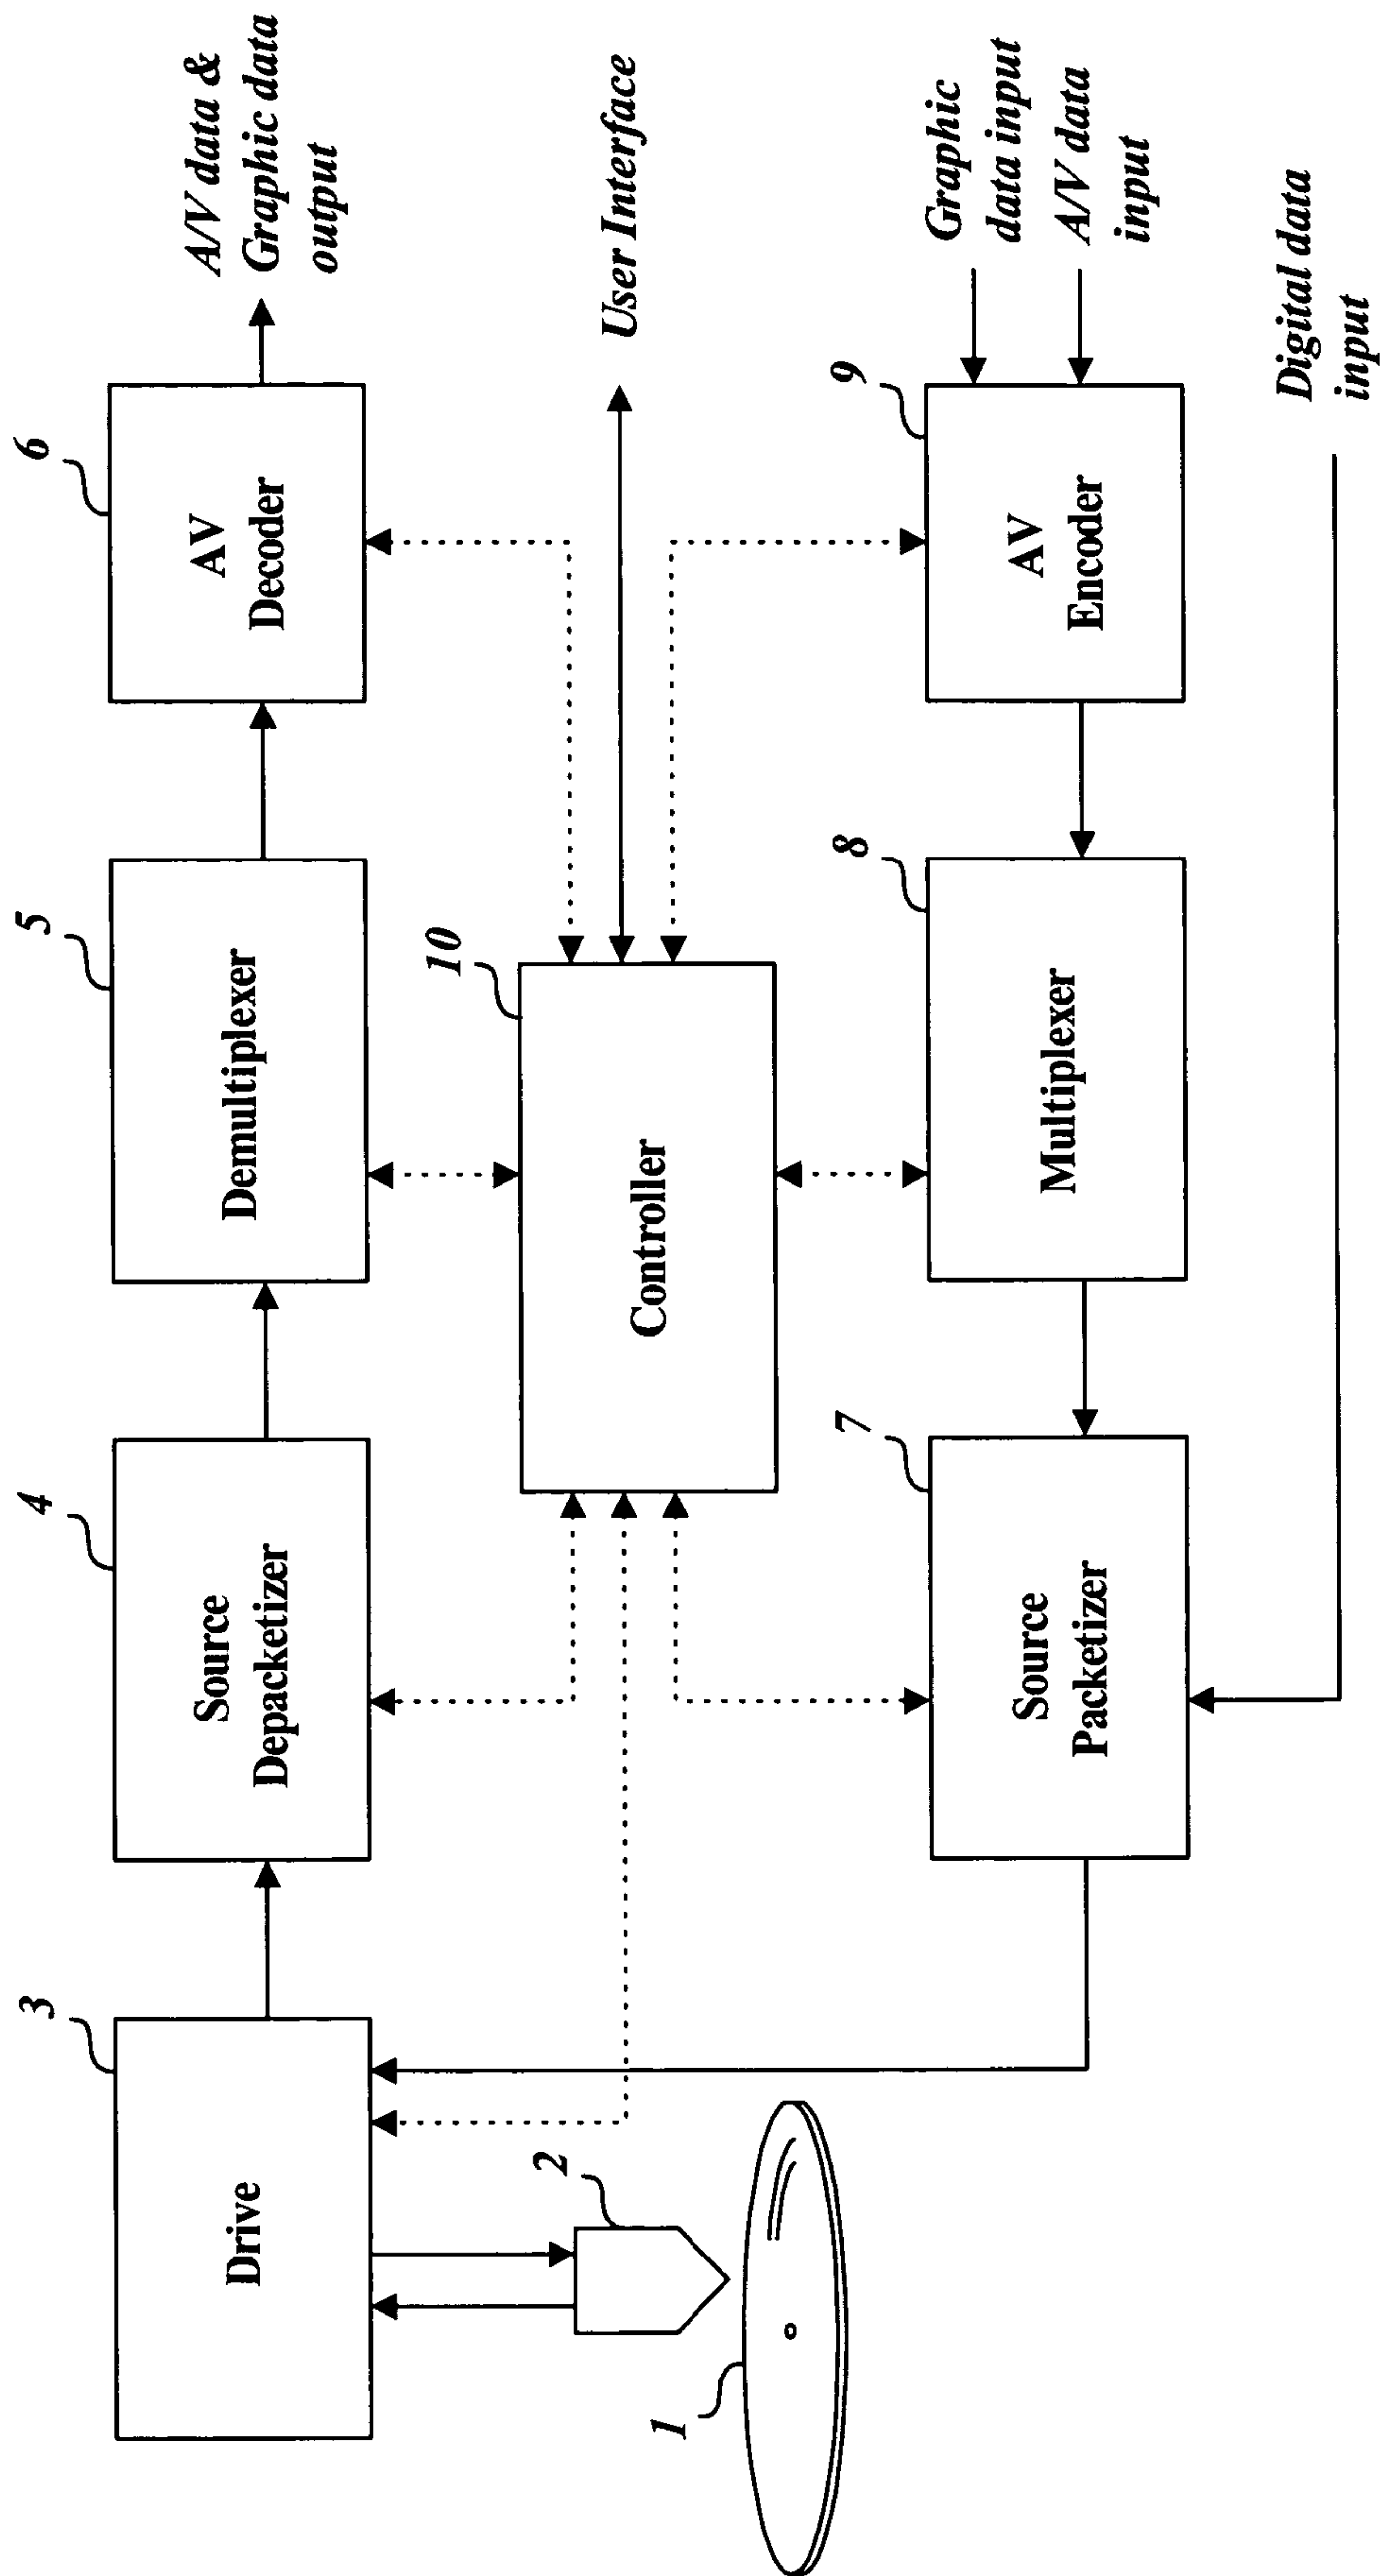 3
Drive
4
Source
Depacketizer
5
Demultiplexer
6
AV
Decoder
A/V data &
Graphic data
output
2
1
10
Controller
User Interface
7
Source
Packetizer
8
Multiplexer
9
AV
Encoder
Graphic
data input
A/V data
input
Digital data
input